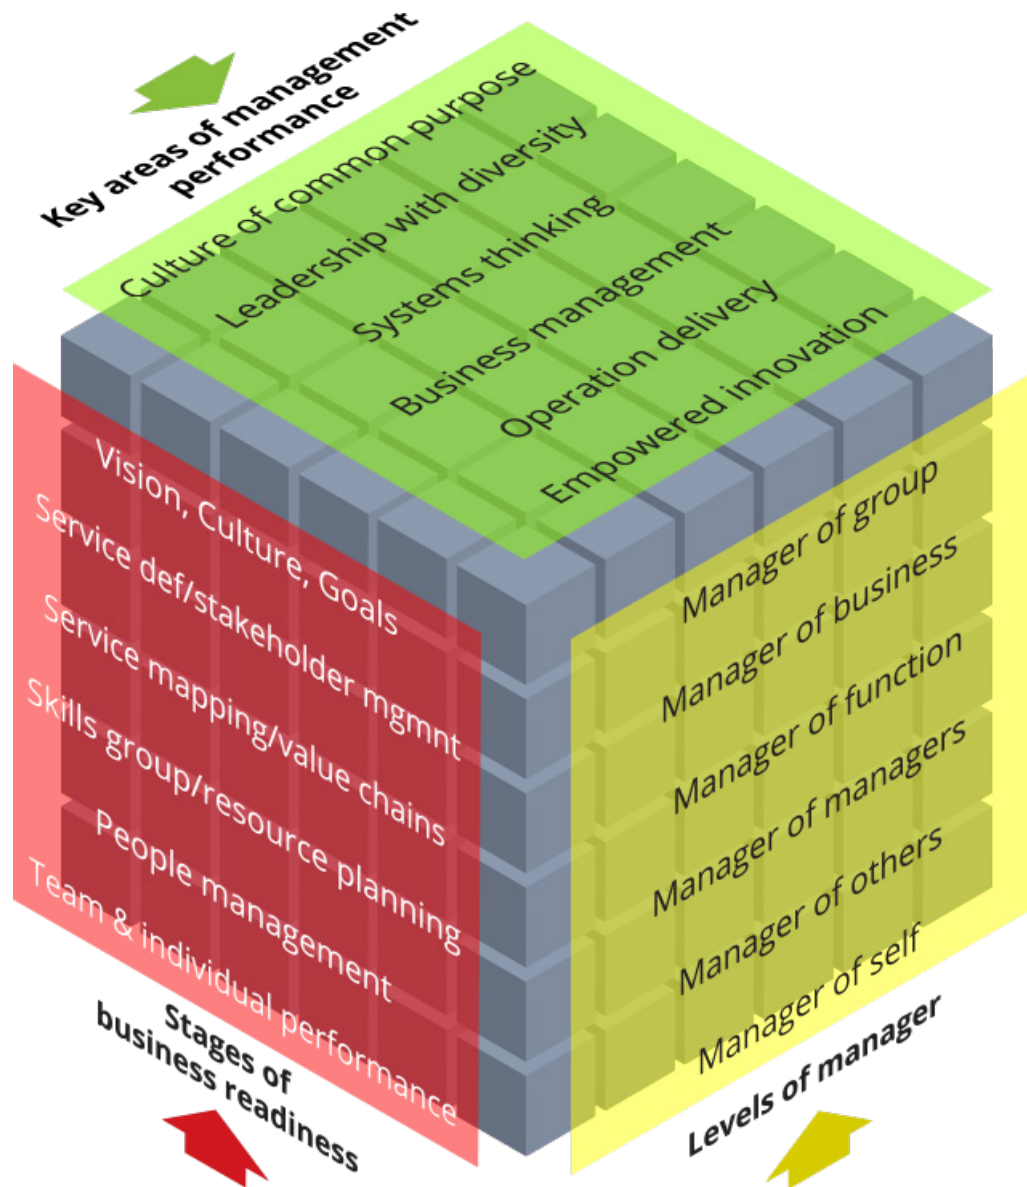 Key areas of management
performance
Culture of common purpose
Leadership with diversity
Systems thinking
Business management
Operation delivery
Empowered innovation
Vision, Culture, Goals
Service def/stakeholder mgmnt
Service mapping/value chains
Skills group/resource planning
People management
Team & individual performance
Stages of
business readiness
Manager of group
Manager of business
Manager of function
Manager of managers
Manager of others
Manager of self
Levels of manager